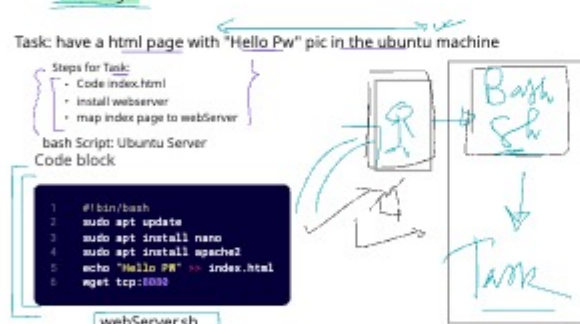 Task: have a html page with "Hello Pw" pic in the ubuntu machine
Steps for Task:
Code index.html
install webserver
map index page to webServer
bash Script: Ubuntu Server
Code block
1 #!bin/bash
2 sudo apt update
3 sudo apt install nano
4 sudo apt install apache2
5 echo "Hello PW" >> index.html
6 wget tcp:8080
webServer.sh
Bash
Sh
Task